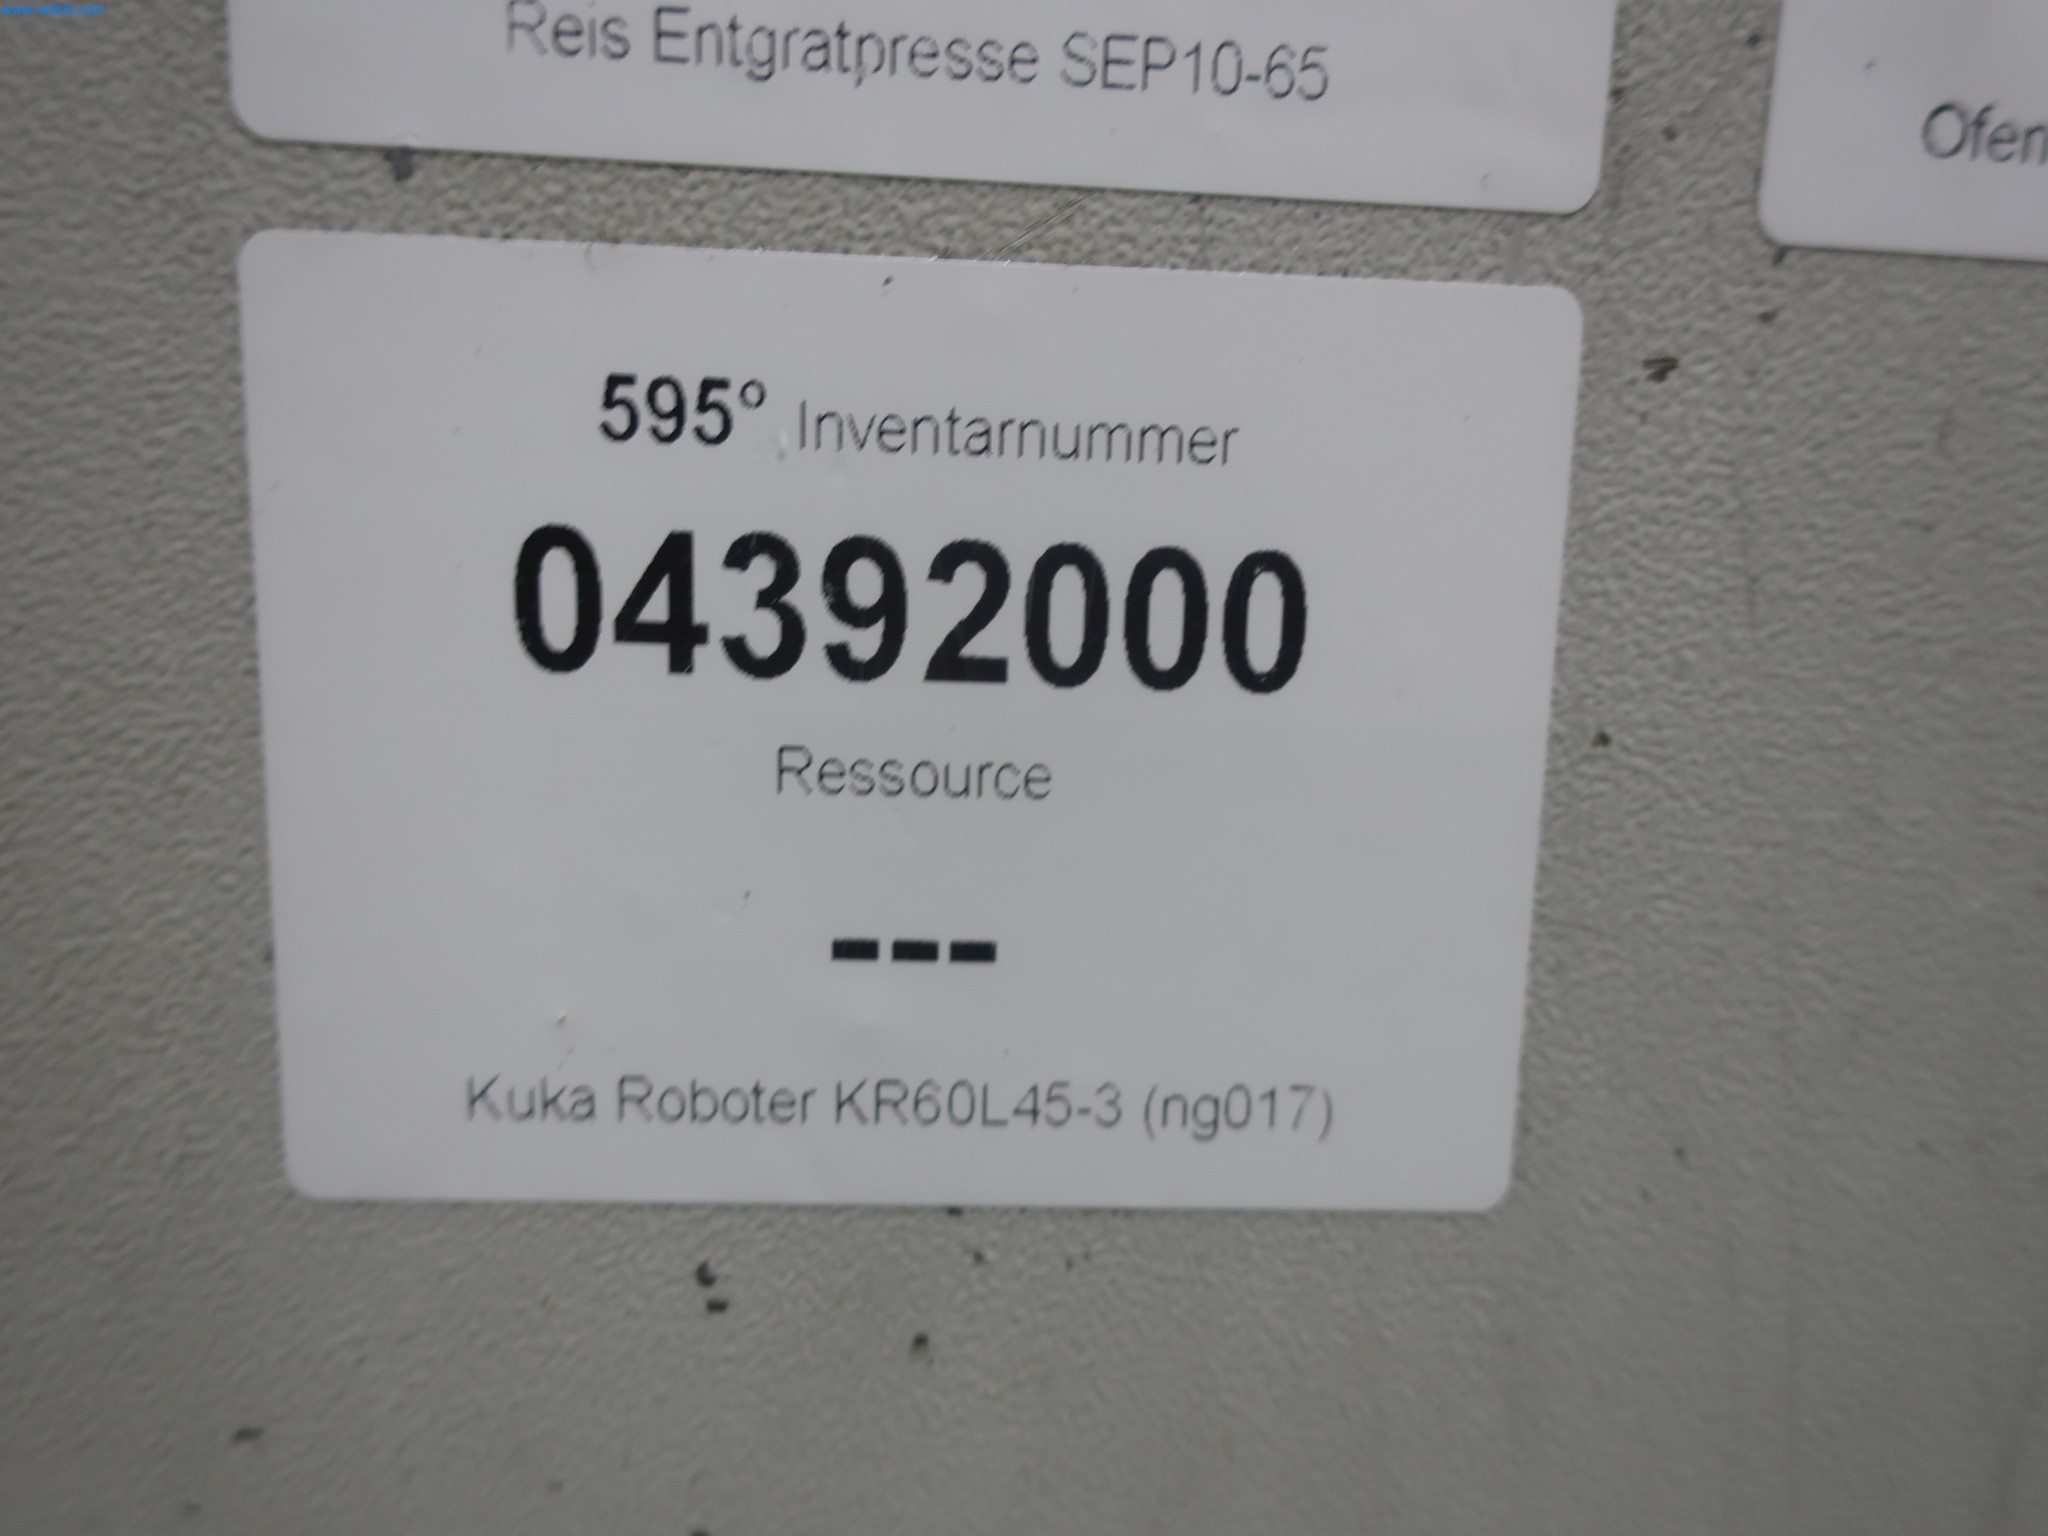 Reis Entgratpresse SEP10-65
Ofen
595° Inventarnummer
04392000
Ressource
---
Kuka Roboter KR60L45-3 (ng017)